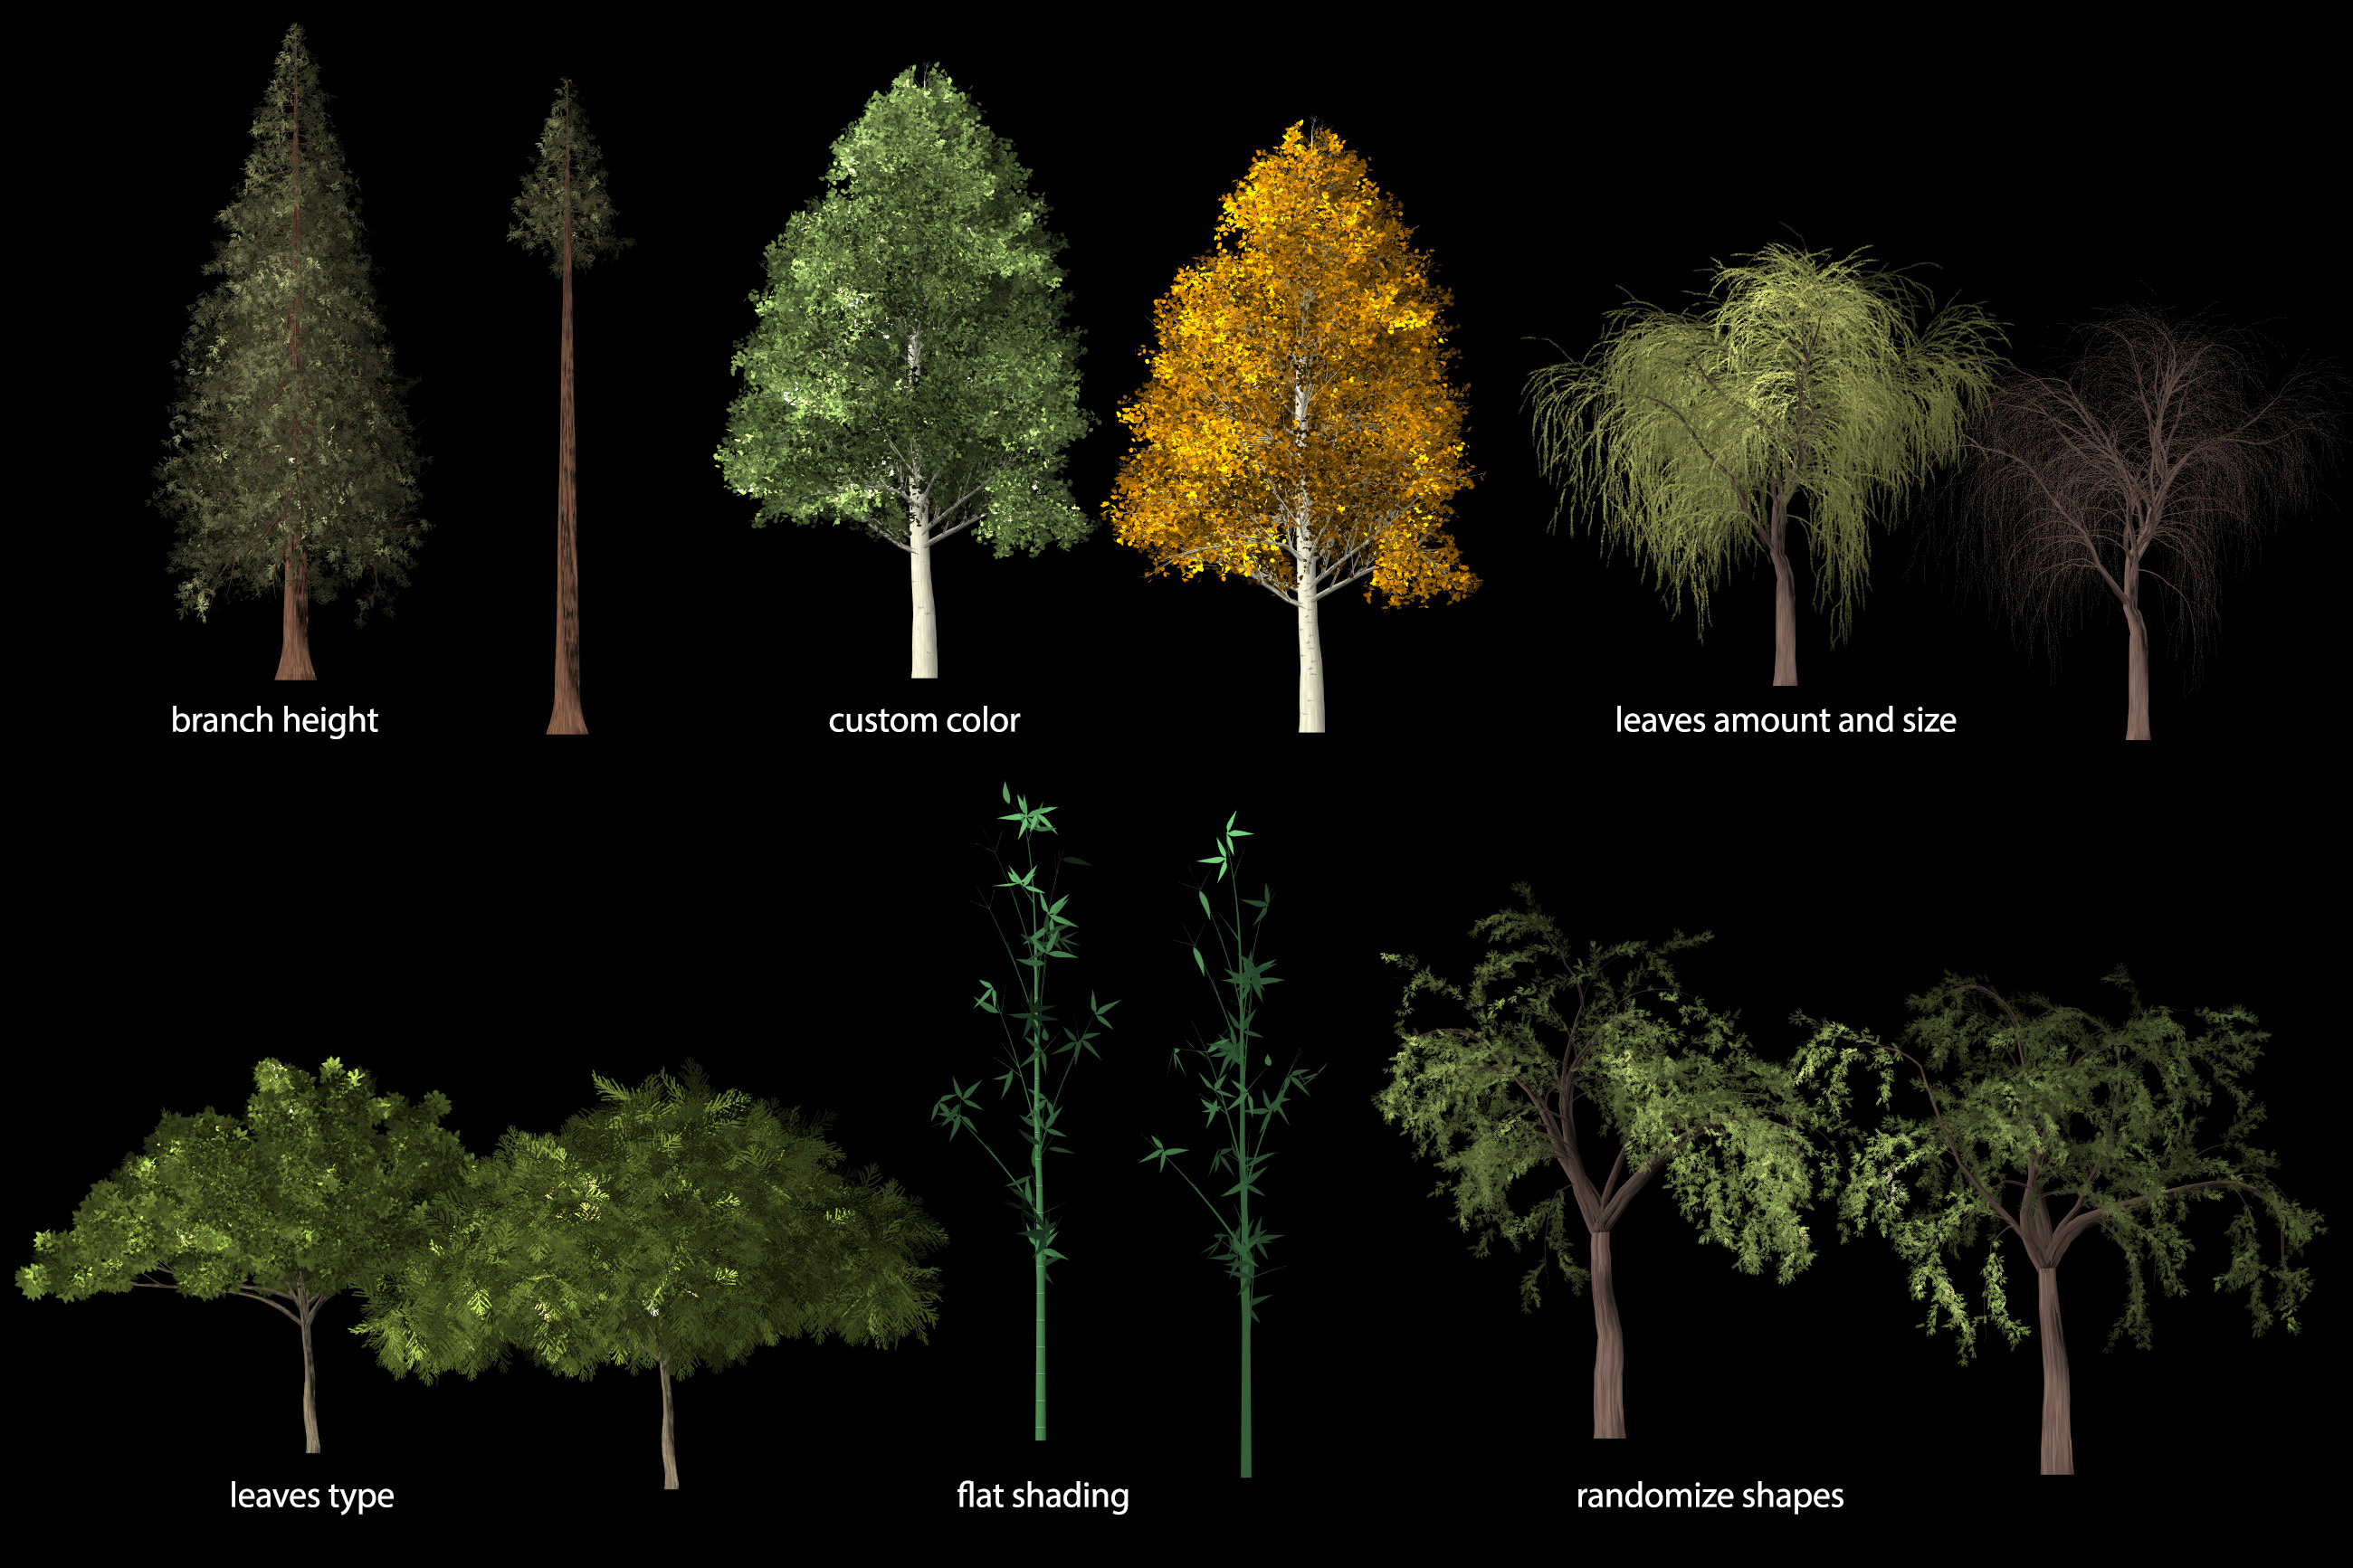 branch height
custom color
leaves amount and size
leaves type
flat shading
randomize shapes